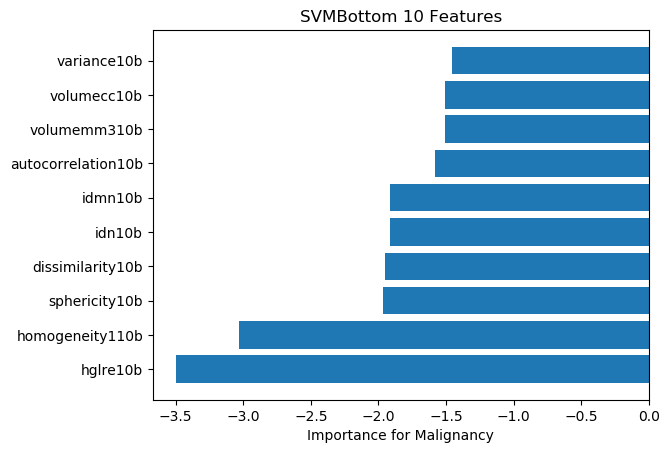 SVMBottom 10 Features
variance10b
volumecc10b
volumemm310b
autocorrelation10b
idmn10b
idn10b
dissimilarity10b
sphericity10b
homogeneity110b
hglre10b
−3.5 −3.0 −2.5 −2.0 −1.5 −1.0 −0.5 0.0
Importance for Malignancy